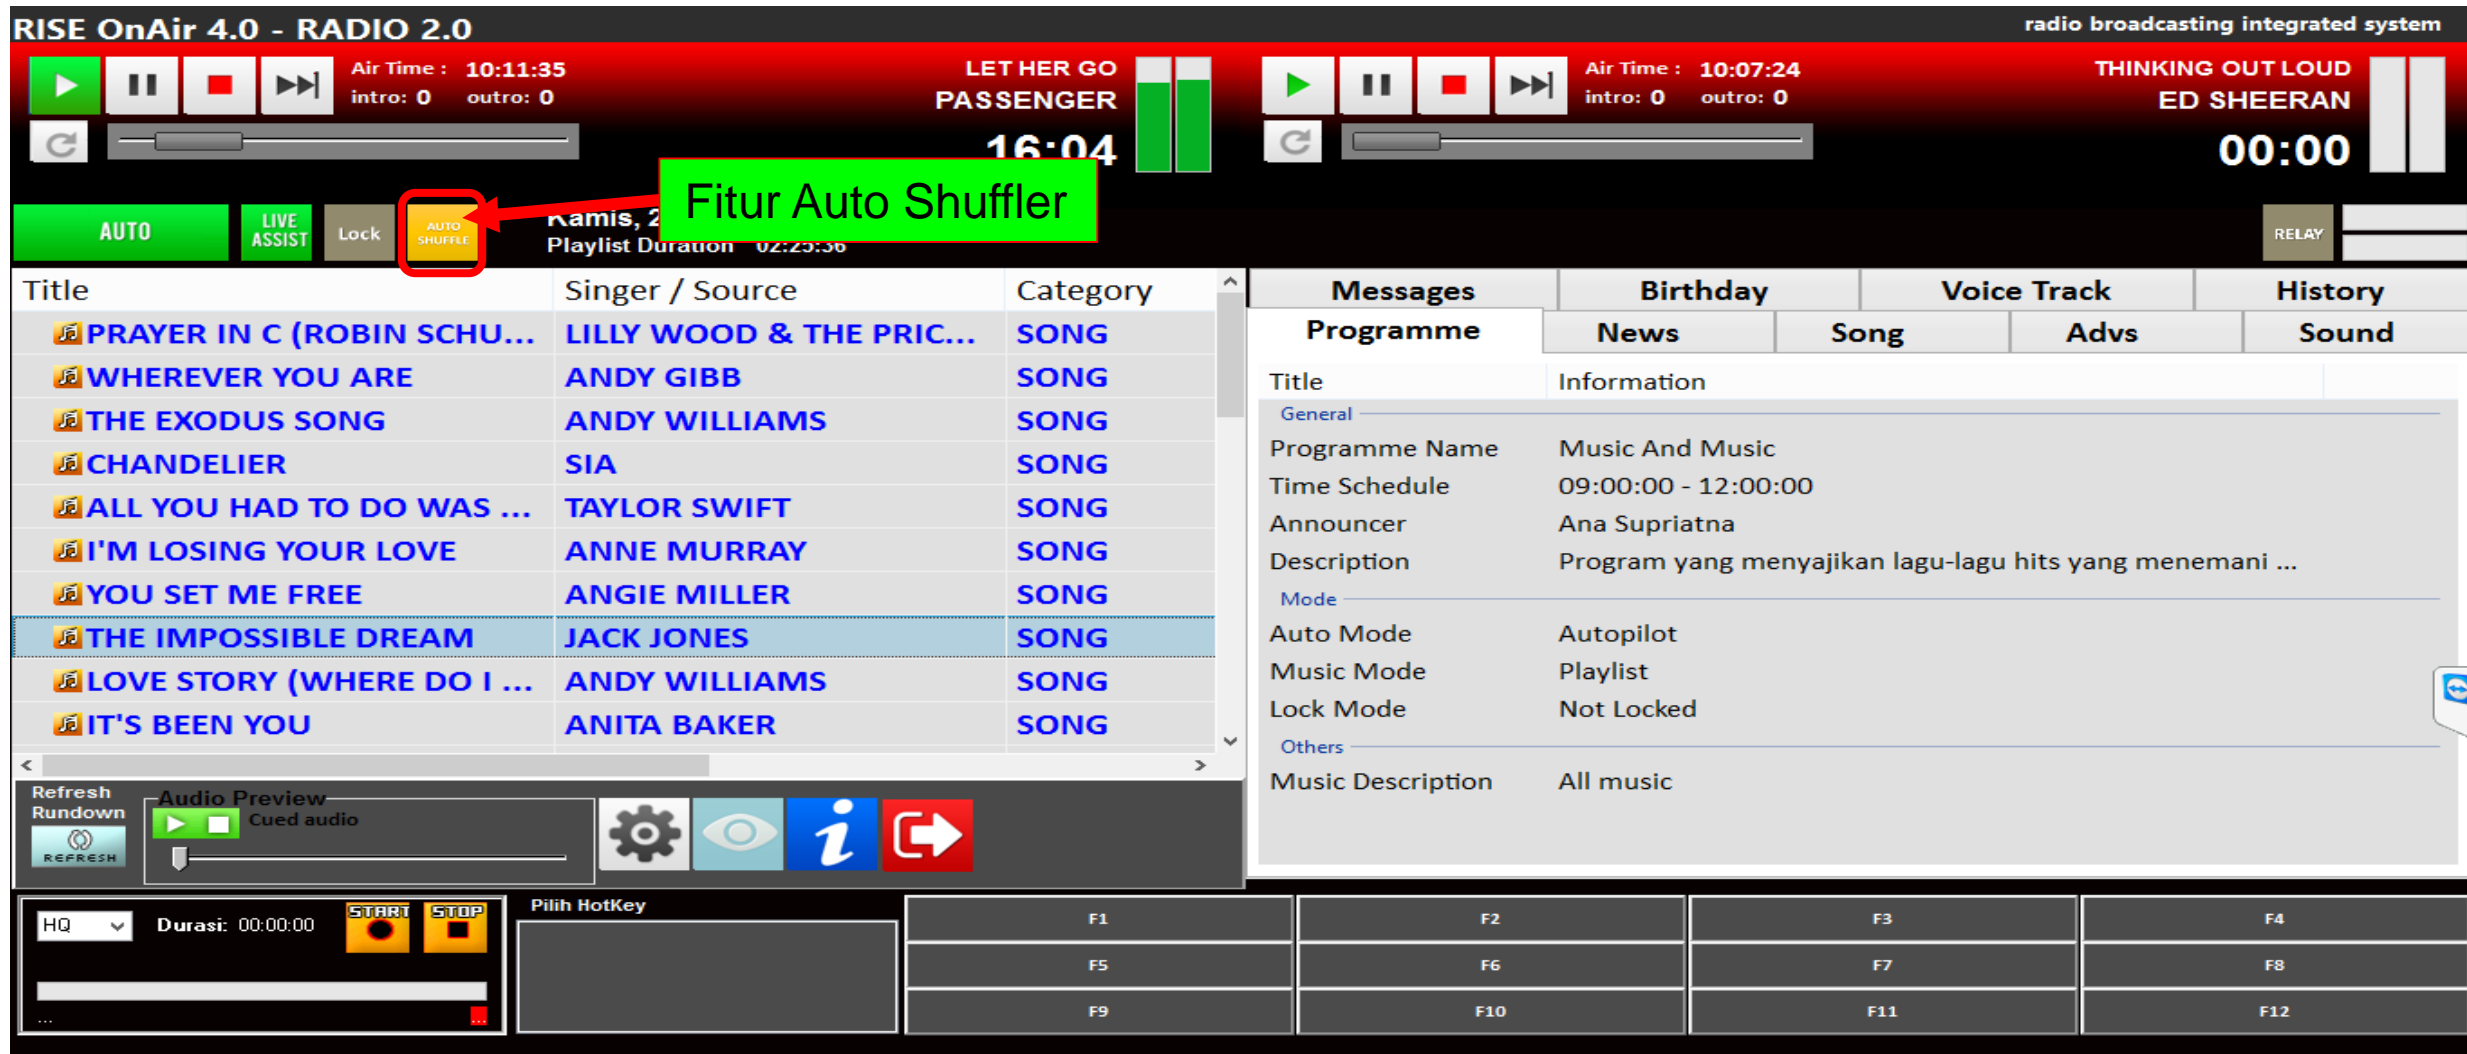 RISE OnAir 4.0 - RADIO 2.0
radio broadcasting integrated system
Air Time : 10:11:35
intro: 0 outro: 0
LET HER GO
PASSENGER
16:04
Air Time : 10:07:24
intro: 0 outro: 0
THINKING OUT LOUD
ED SHEERAN
00:00
Fitur Auto Shuffler
AUTO
LIVE ASSIST
Lock
AUTO SHUFFLE
Kamis, 2
Playlist Duration 02:25:36
RELAY
Title Singer / Source Category
PRAYER IN C (ROBIN SCHU... LILLY WOOD & THE PRIC... SONG
WHEREVER YOU ARE ANDY GIBB SONG
THE EXODUS SONG ANDY WILLIAMS SONG
CHANDELIER SIA SONG
ALL YOU HAD TO DO WAS ... TAYLOR SWIFT SONG
I'M LOSING YOUR LOVE ANNE MURRAY SONG
YOU SET ME FREE ANGIE MILLER SONG
THE IMPOSSIBLE DREAM JACK JONES SONG
LOVE STORY (WHERE DO I ... ANDY WILLIAMS SONG
IT'S BEEN YOU ANITA BAKER SONG
Messages Birthday Voice Track History
Programme News Song Advs Sound
Title Information
General
Programme Name Music And Music
Time Schedule 09:00:00 - 12:00:00
Announcer Ana Supriatna
Description Program yang menyajikan lagu-lagu hits yang menemani ...
Mode
Auto Mode Autopilot
Music Mode Playlist
Lock Mode Not Locked
Others
Music Description All music
Refresh
Rundown
REFRESH
Audio Preview
Cued audio
HQ
Durasi: 00:00:00
START STOP
...
...
Pilih HotKey
F1 F2 F3 F4
F5 F6 F7 F8
F9 F10 F11 F12